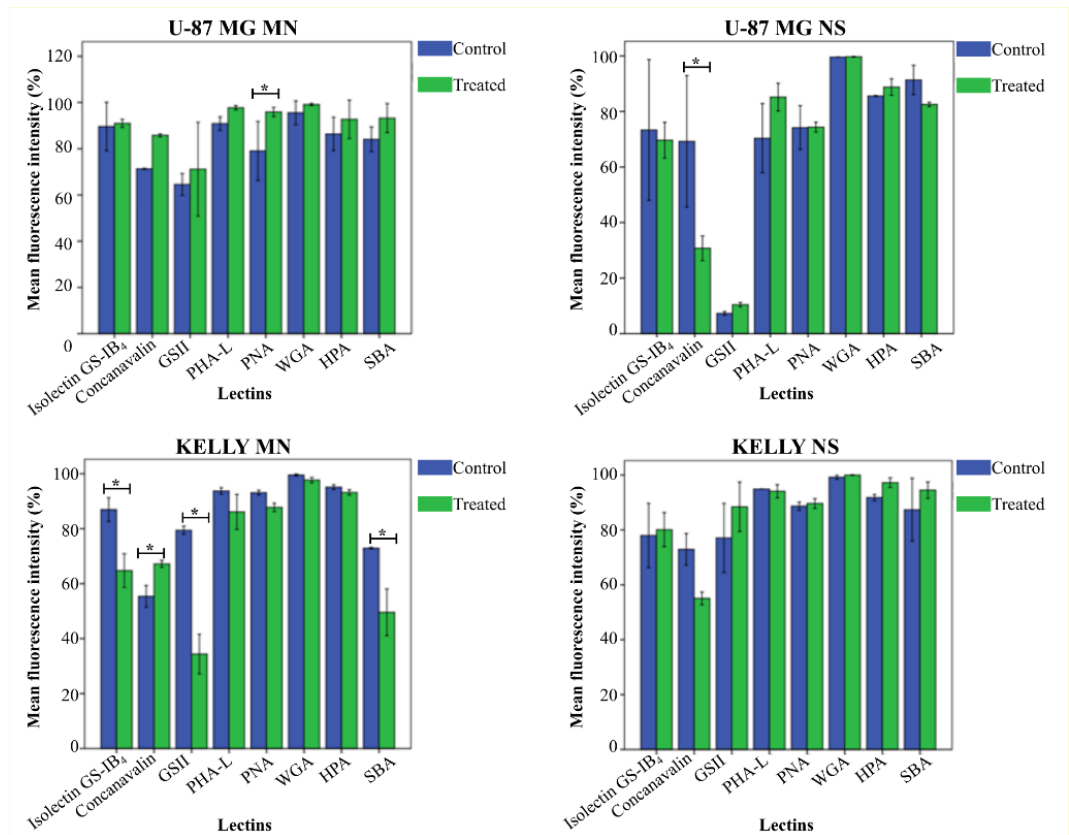 U-87 MG MN
Mean fluorescence intensity (%)
120
100
80
60
40
20
0
*
Control
Treated
Isolectin GS-IB₄
Concanavalin
GSII
PHA-L
PNA
WGA
HPA
SBA
Lectins
U-87 MG NS
Mean fluorescence intensity (%)
100
80
60
40
20
0
*
Control
Treated
Isolectin GS-IB₄
Concanavalin
GSII
PHA-L
PNA
WGA
HPA
SBA
Lectins
KELLY MN
Mean fluorescence intensity (%)
100
80
60
40
20
0
*
*
*
*
Control
Treated
Isolectin GS-IB₄
Concanavalin
GSII
PHA-L
PNA
WGA
HPA
SBA
Lectins
KELLY NS
Mean fluorescence intensity (%)
100
80
60
40
20
0
Control
Treated
Isolectin GS-IB₄
Concanavalin
GSII
PHA-L
PNA
WGA
HPA
SBA
Lectins